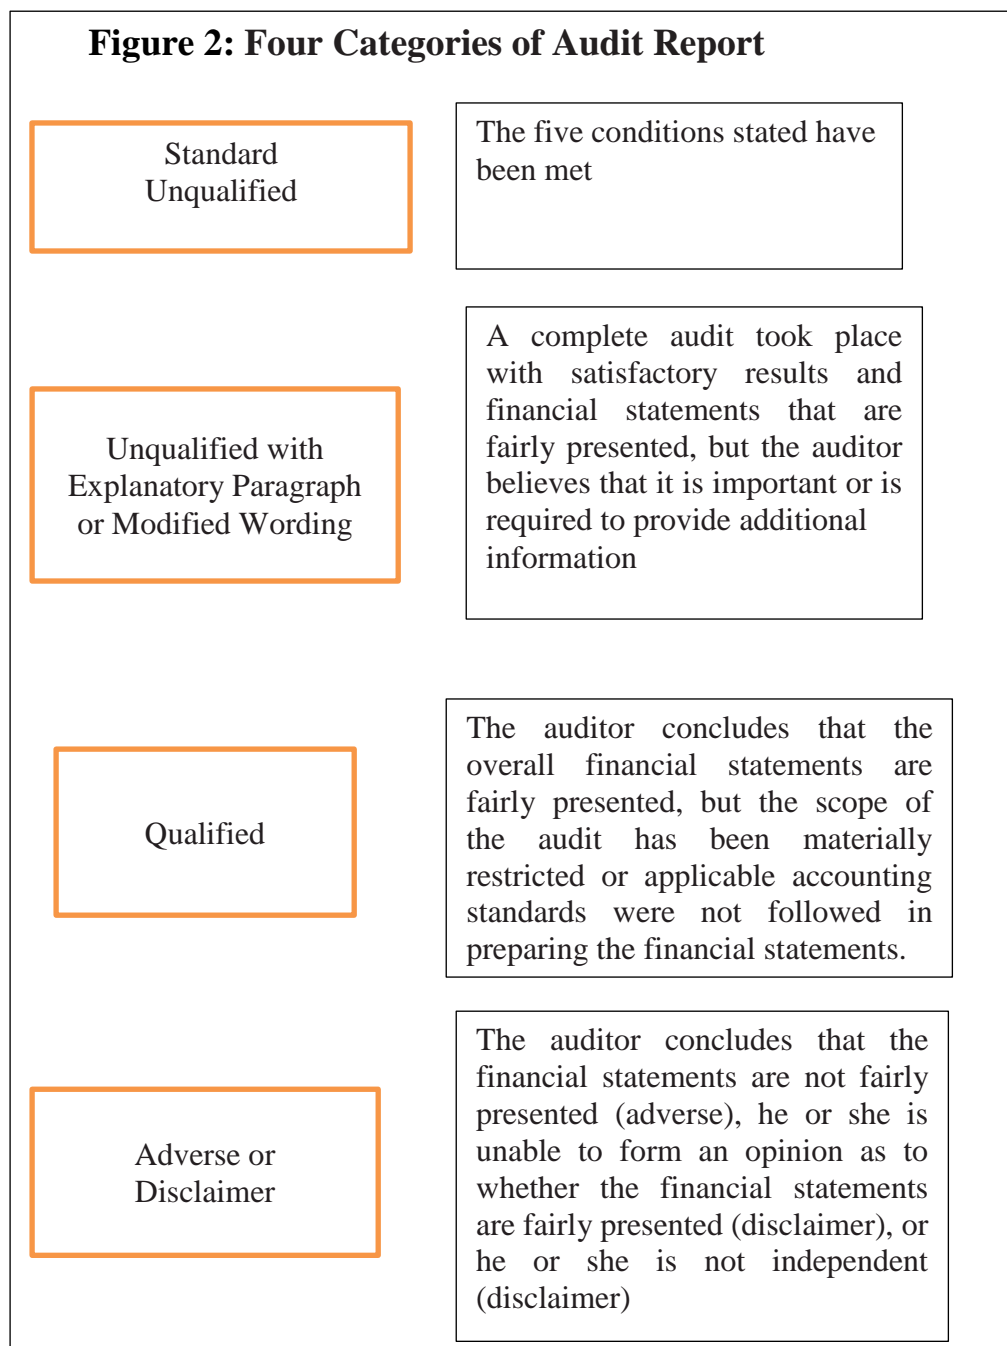 Figure 2: Four Categories of Audit Report
Standard
Unqualified
The five conditions stated have
been met
Unqualified with
Explanatory Paragraph
or Modified Wording
A complete audit took place
with satisfactory results and
financial statements that are
fairly presented, but the auditor
believes that it is important or is
required to provide additional
information
Qualified
The auditor concludes that the
overall financial statements are
fairly presented, but the scope of
the audit has been materially
restricted or applicable accounting
standards were not followed in
preparing the financial statements.
Adverse or
Disclaimer
The auditor concludes that the
financial statements are not fairly
presented (adverse), he or she is
unable to form an opinion as to
whether the financial statements
are fairly presented (disclaimer), or
he or she is not independent
(disclaimer)